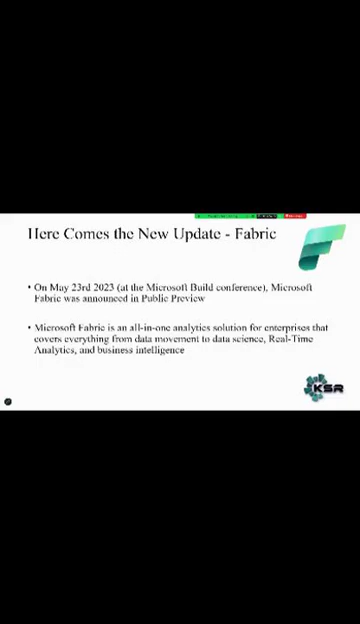 Here Comes the New Update - Fabric
• On May 23rd 2023 (at the Microsoft Build conference), Microsoft
Fabric was announced in Public Preview
• Microsoft Fabric is an all-in-one analytics solution for enterprises that
covers everything from data movement to data science, Real-Time
Analytics, and business intelligence
KSR